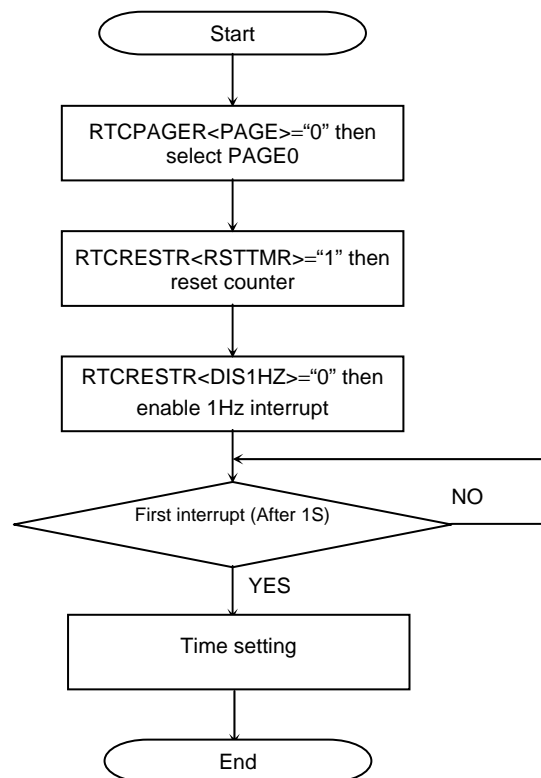 Start
RTCPAGER<PAGE>=“0” then
select PAGE0
RTCRESTR<RSTTMR>=“1” then
reset counter
RTCRESTR<DIS1HZ>=“0” then
enable 1Hz interrupt
First interrupt (After 1S)
NO
YES
Time setting
End